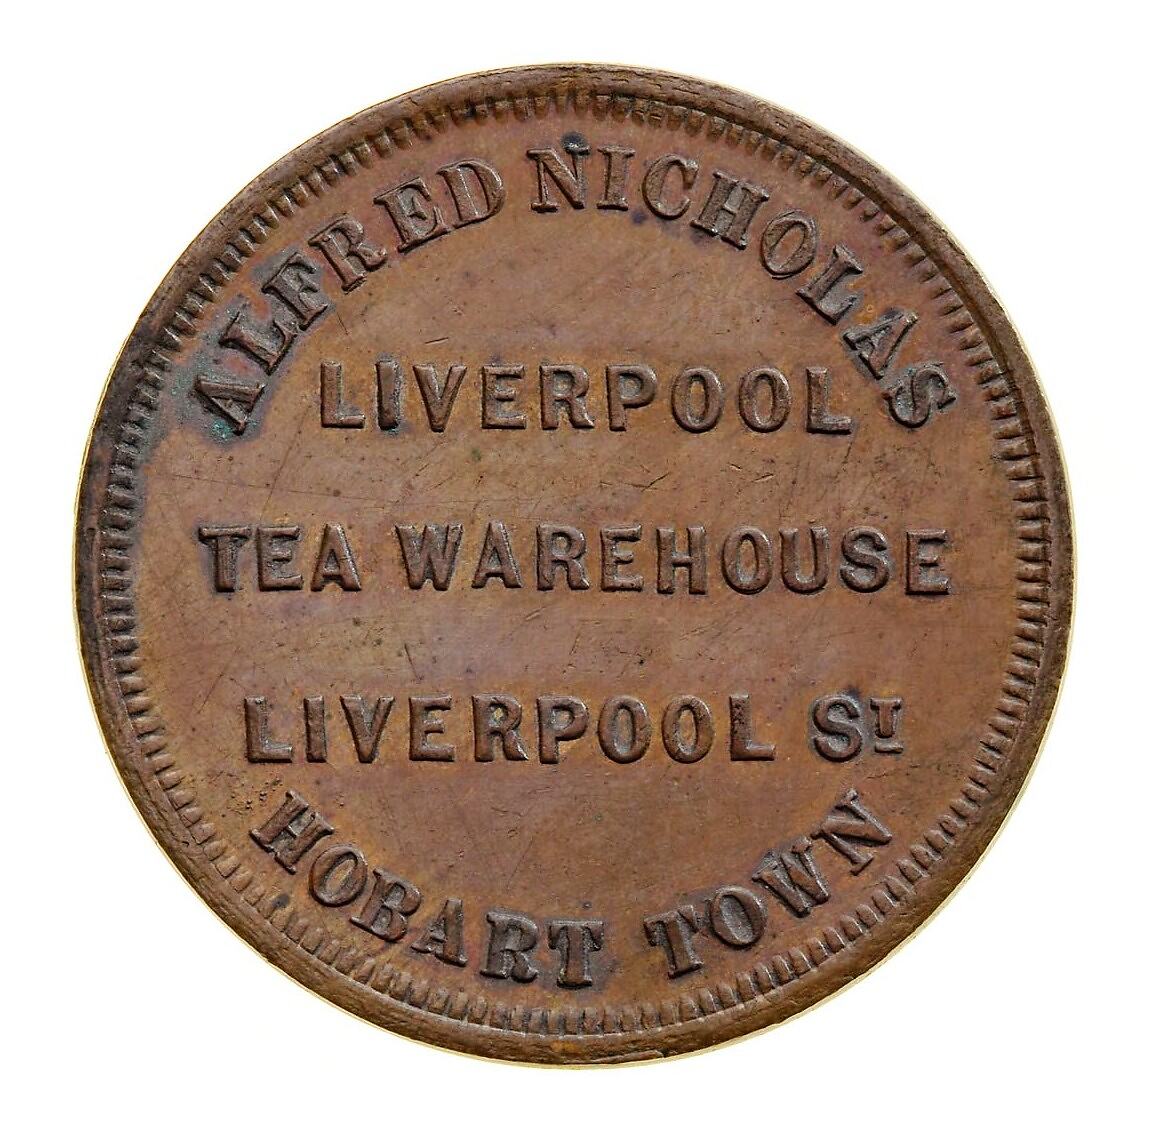 ALFRED NICHOLAS
LIVERPOOL
TEA WAREHOUSE
LIVERPOOL ST
HOBART TOWN